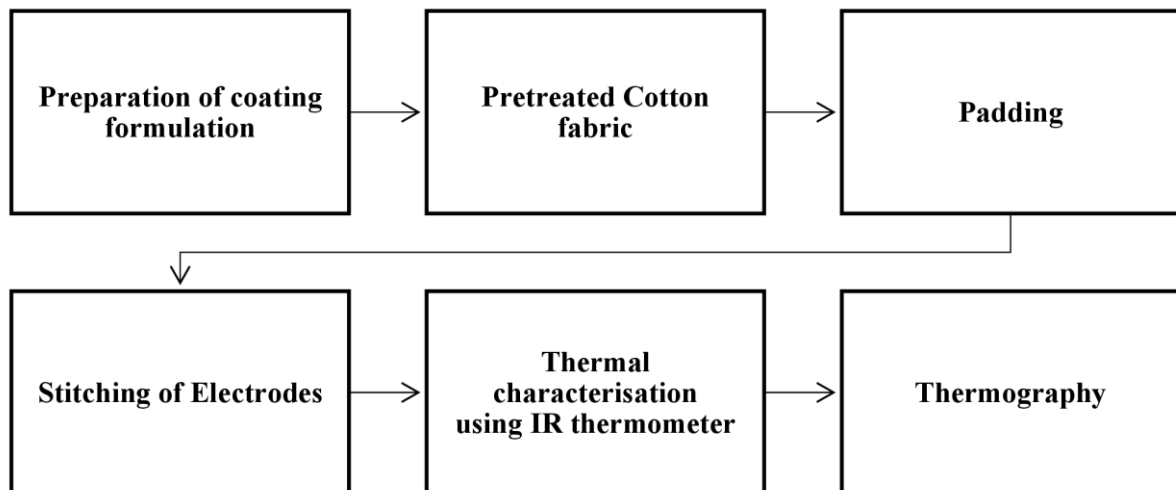 Preparation of coating
formulation
Pretreated Cotton
fabric
Padding
Stitching of Electrodes
Thermal
characterisation
using IR thermometer
Thermography